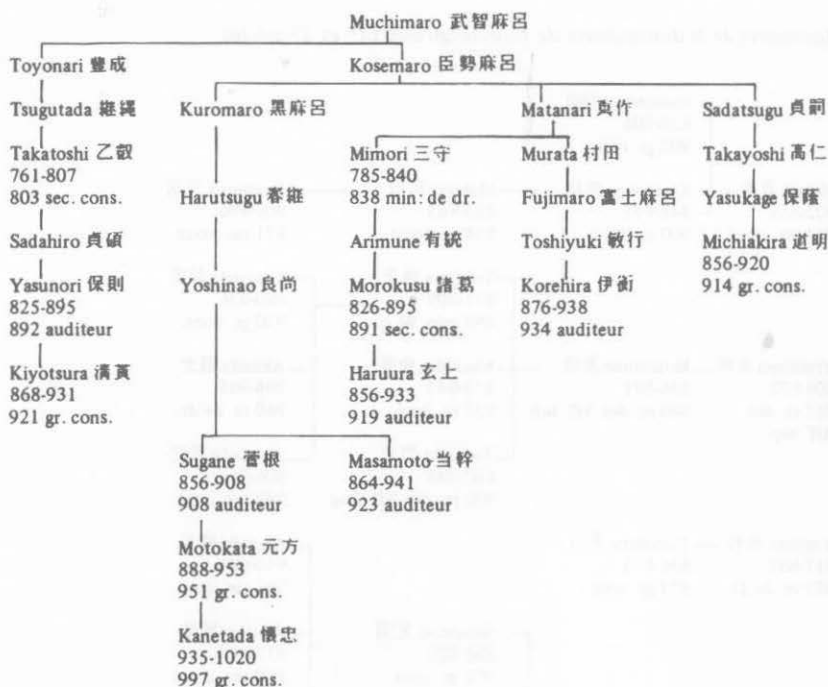 Muchimaro 武智麻呂
Toyonari 豊成
Kosemaro 臣勢麻呂
Tsugutada 継縄
Kuromaro 黒麻呂
Matanari 真作
Sadatsugu 貞嗣
Takatoshi 乙叡
761-807
803 sec. cons.
Harutsugu 春継
Mimori 三守
785-840
838 min: de dr.
Murata 村田
Takayoshi 高仁
Fujimaro 富士麻呂
Yasukage 保蔭
Sadahiro 貞碩
Yoshinao 良尚
Arimune 有統
Toshiyuki 敏行
Michiakira 道明
856-920
914 gr. cons.
Yasunori 保則
825-895
892 auditeur
Morokusu 諸葛
826-895
891 sec. cons.
Korehira 伊衡
876-938
934 auditeur
Kiyotsura 清貫
868-931
921 gr. cons.
Haruura 玄上
856-933
919 auditeur
Sugane 菅根
856-908
908 auditeur
Masamoto 当幹
864-941
923 auditeur
Motokata 元方
888-953
951 gr. cons.
Kanetada 懐忠
935-1020
997 gr. cons.